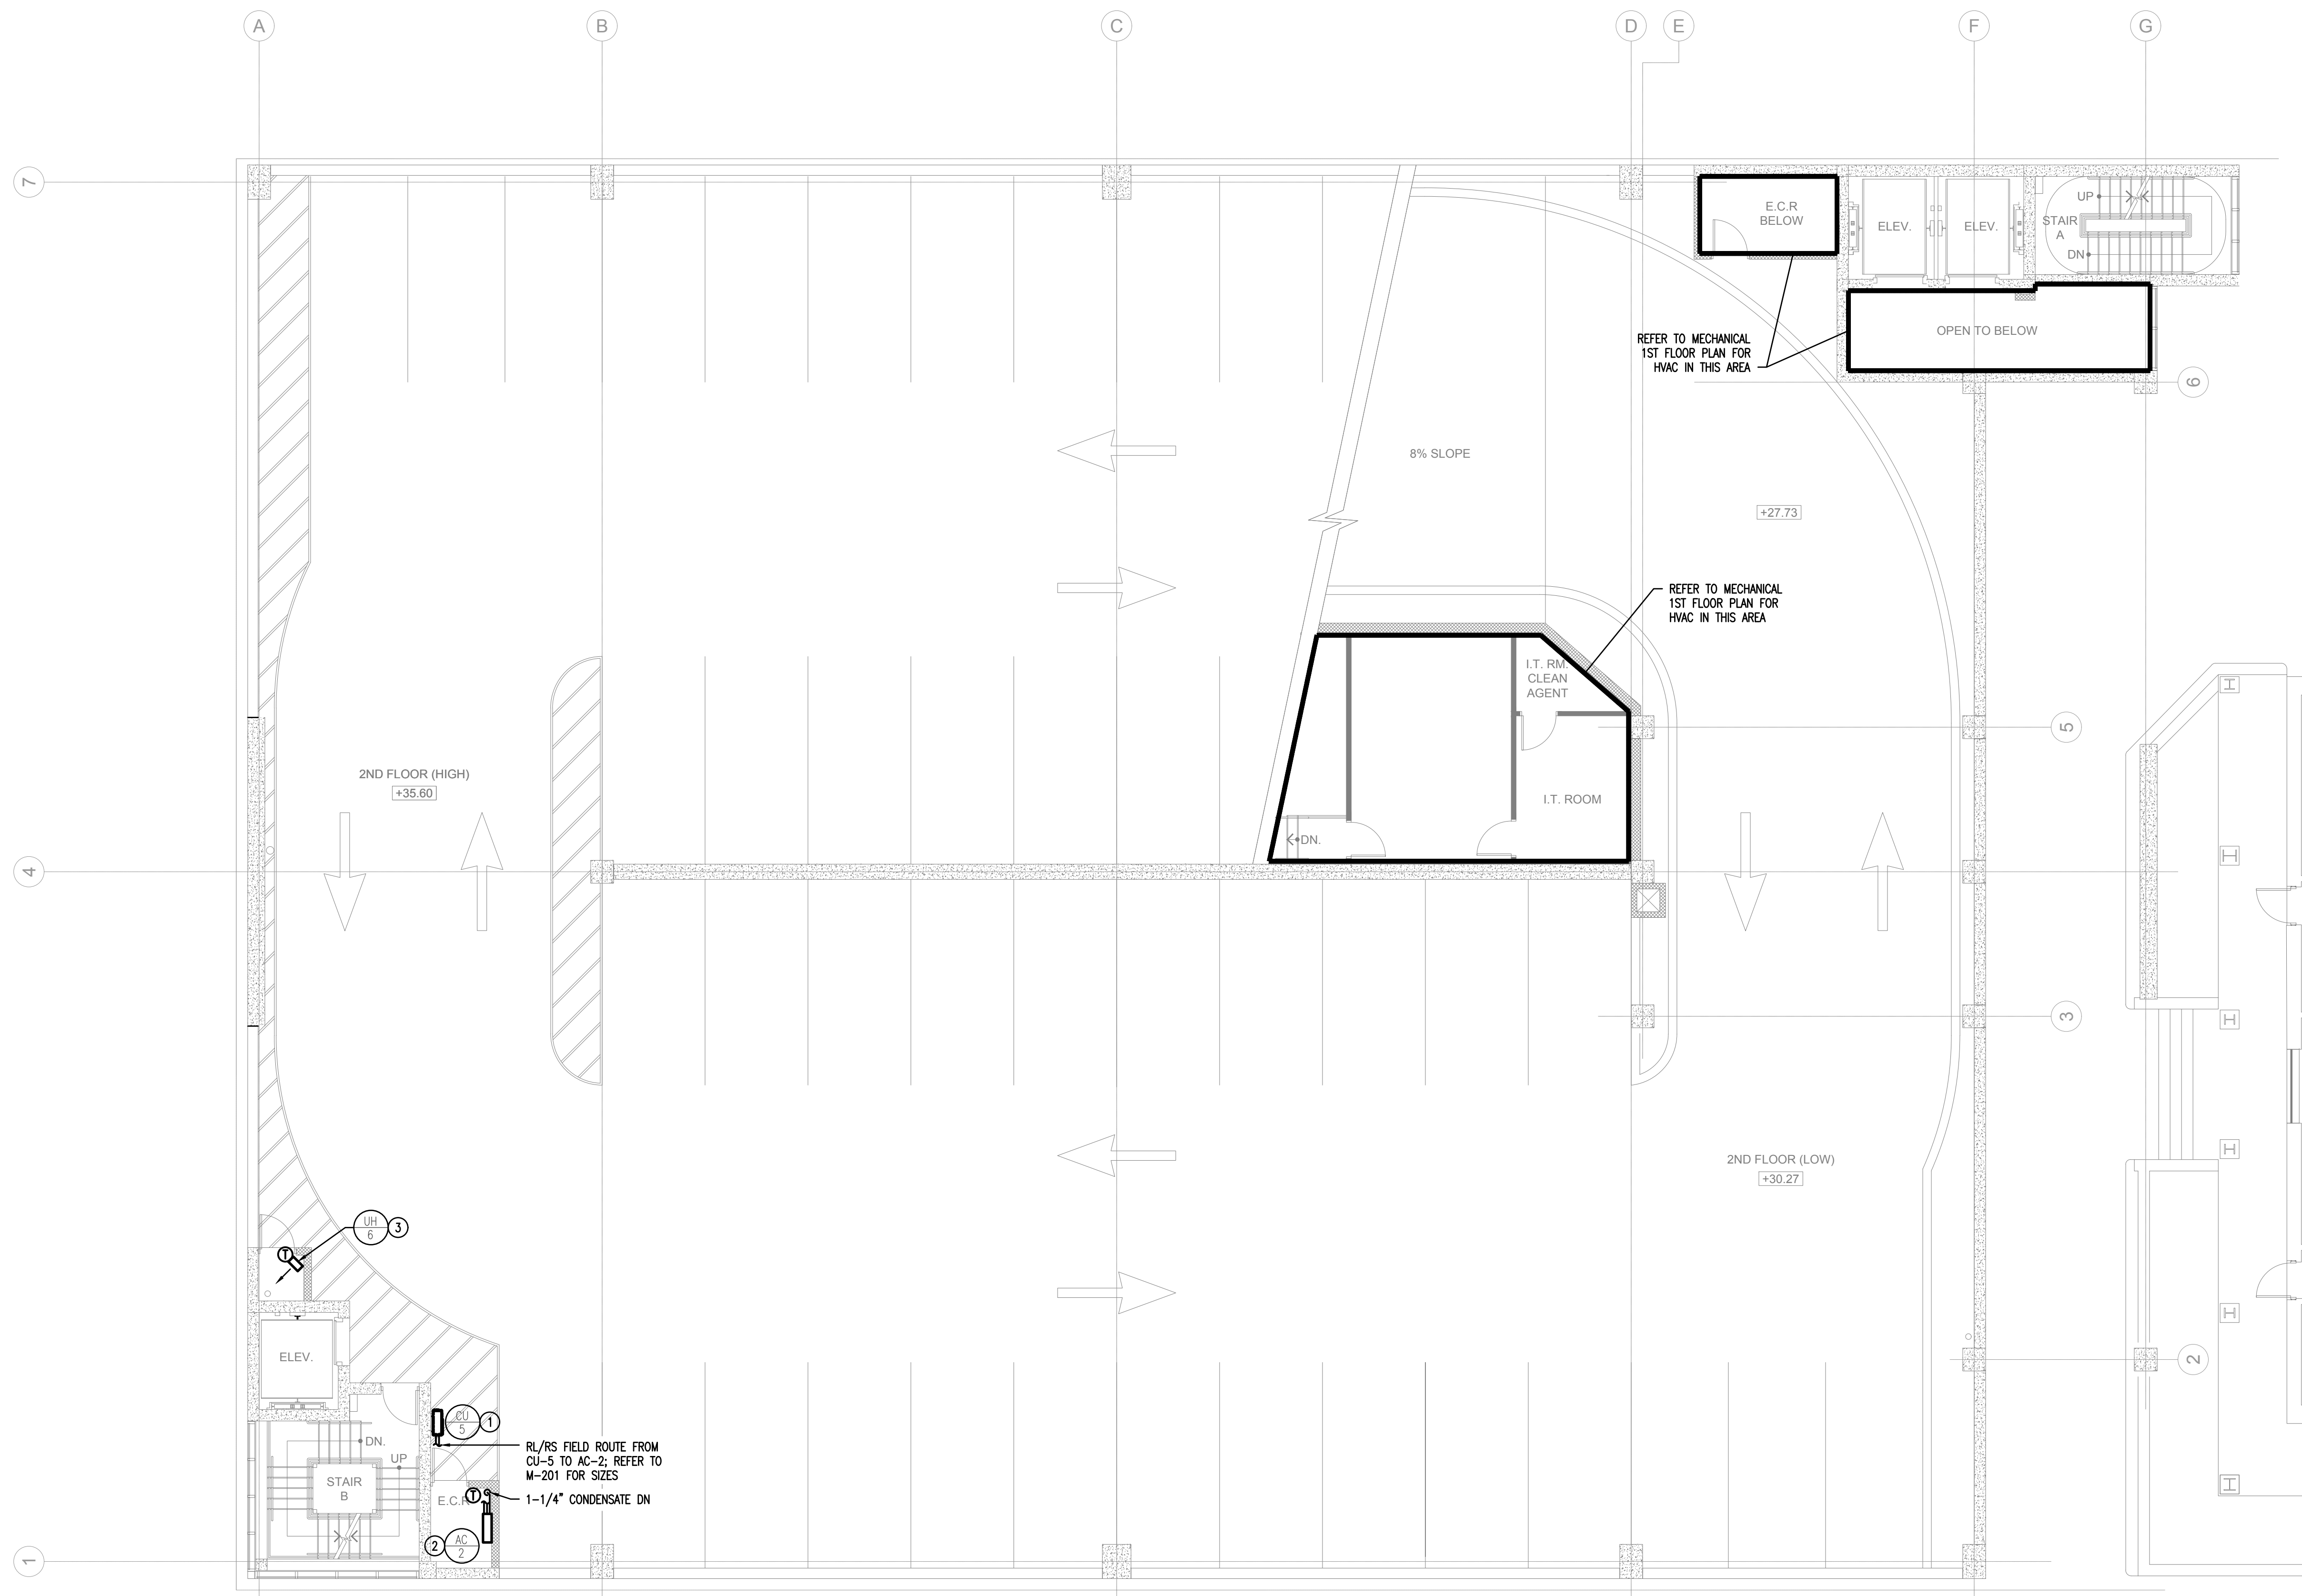 A
B
C
D
E
F
G
7
E.C.R
BELOW
ELEV.
ELEV.
UP
STAIR
A
DN
OPEN TO BELOW
REFER TO MECHANICAL
1ST FLOOR PLAN FOR
HVAC IN THIS AREA
6
8% SLOPE
+27.73
REFER TO MECHANICAL
1ST FLOOR PLAN FOR
HVAC IN THIS AREA
I.T. RM.
CLEAN
AGENT
5
2ND FLOOR (HIGH)
+35.60
I.T. ROOM
DN.
4
3
2ND FLOOR (LOW)
+30.27
UH
6
3
T
ELEV.
2
CU
5
1
DN.
UP
STAIR
B
RL/RS FIELD ROUTE FROM
CU-5 TO AC-2; REFER TO
M-201 FOR SIZES
E.C.R
T
1-1/4" CONDENSATE DN
2
AC
2
1